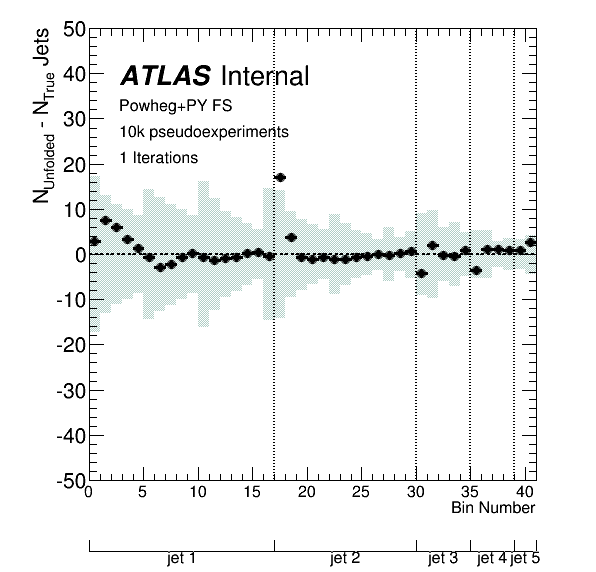 N_Unfolded - N_True Jets
50
40
30
20
10
0
-10
-20
-30
-40
-50
ATLAS Internal
Powheg+PY FS
10k pseudoexperiments
1 Iterations
0 5 10 15 20 25 30 35 40
Bin Number
jet 1 jet 2 jet 3 jet 4 jet 5